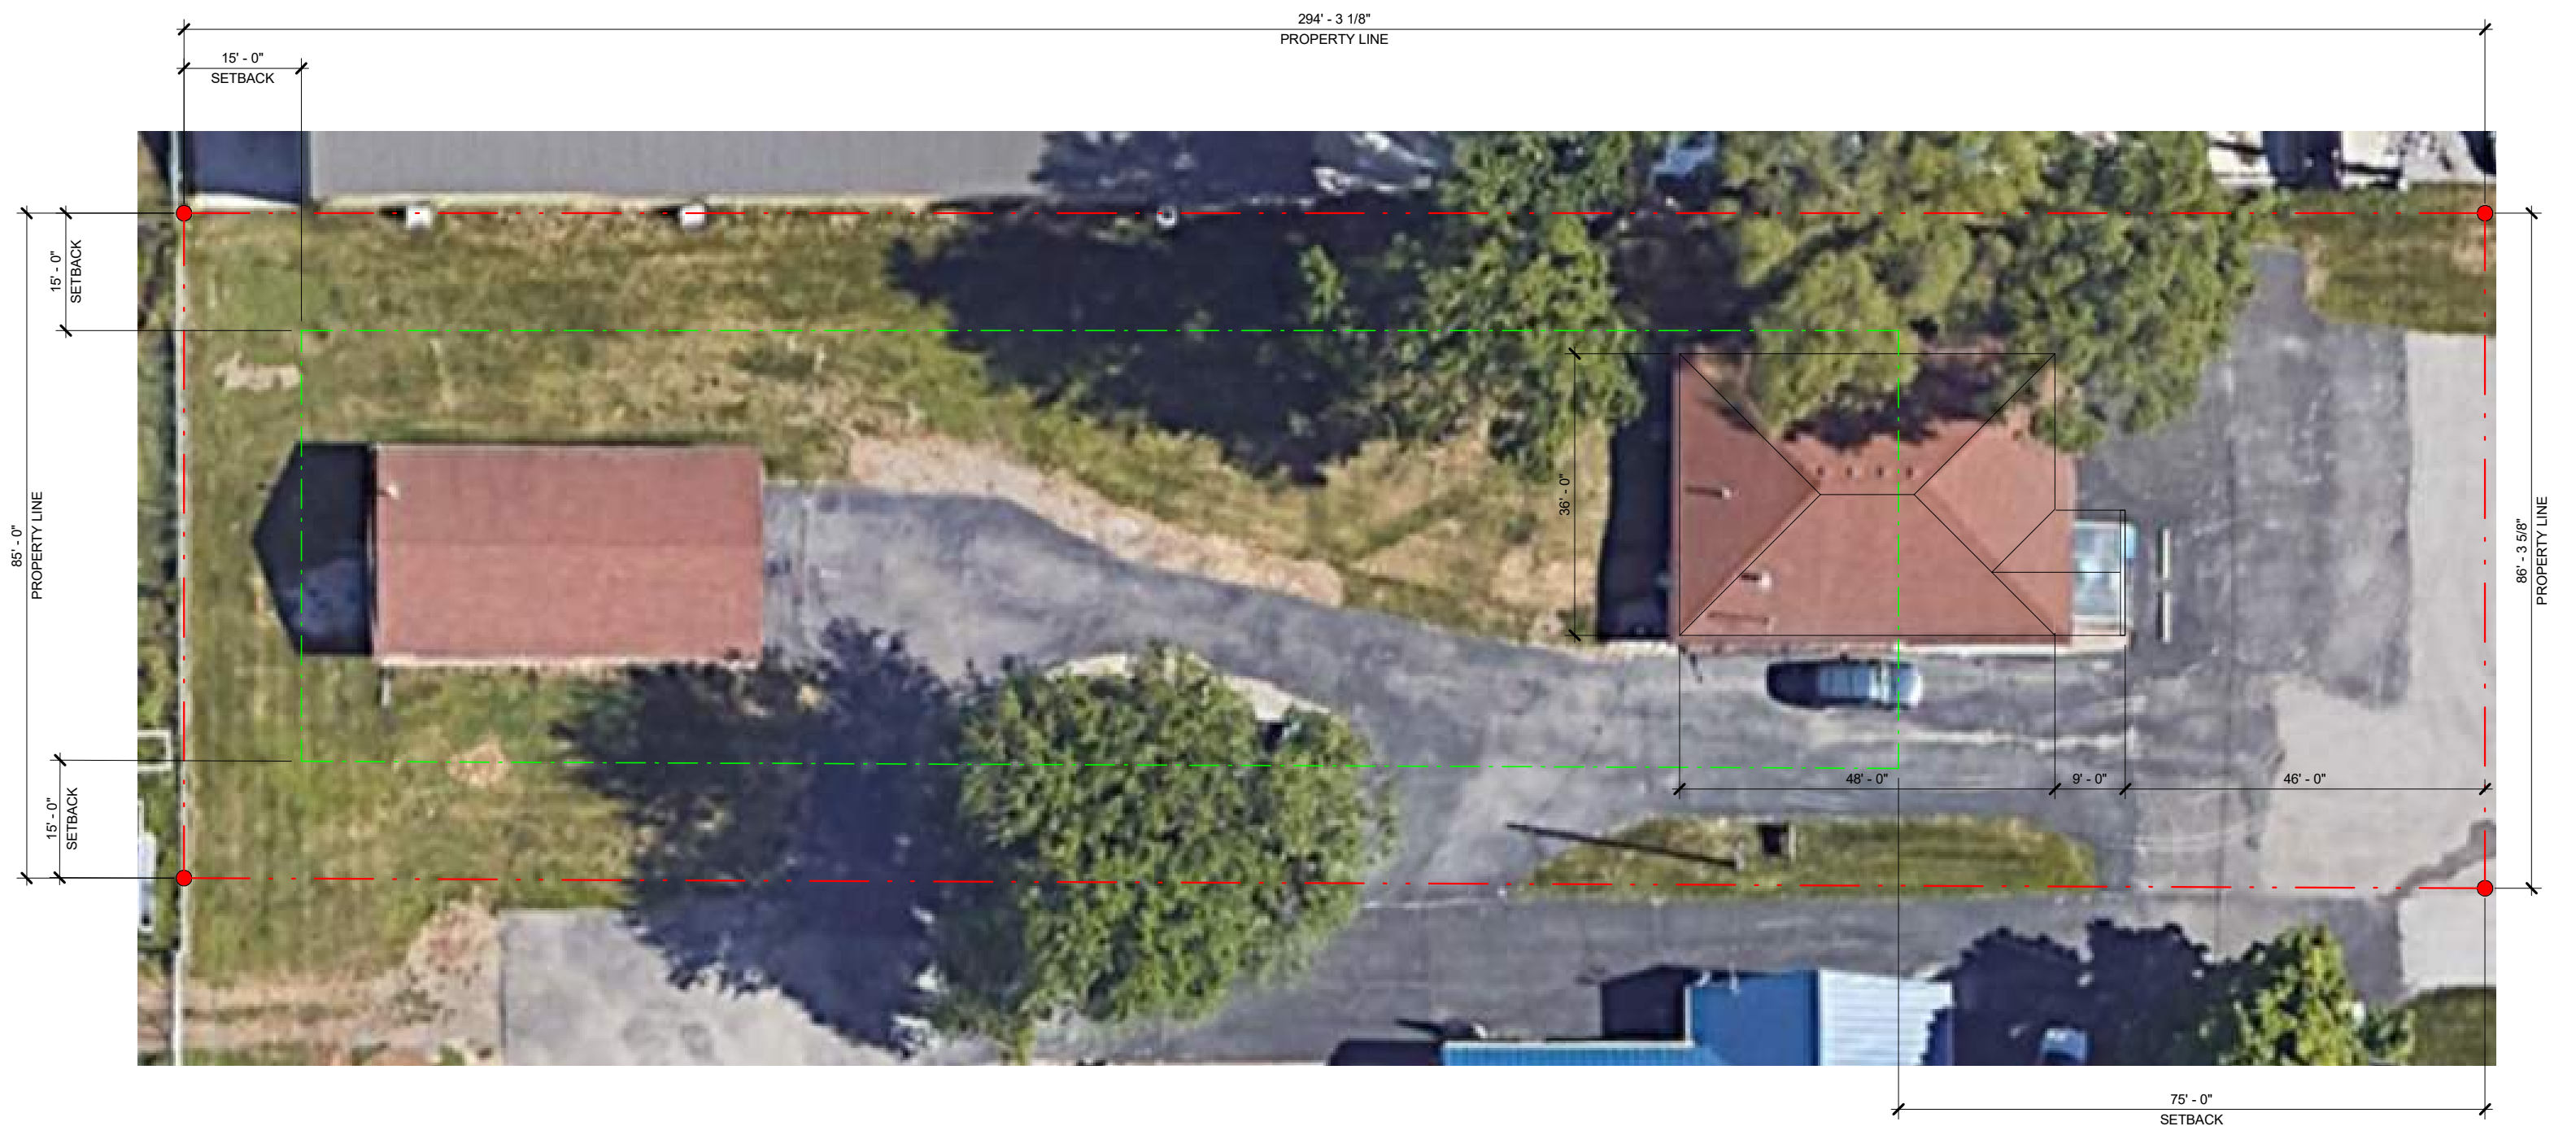 294' - 3 1/8"
PROPERTY LINE
15' - 0"
SETBACK
15' - 0"
SETBACK
85' - 0"
PROPERTY LINE
36' - 0"
86' - 3 5/8"
PROPERTY LINE
15' - 0"
SETBACK
48' - 0"
9' - 0"
46' - 0"
75' - 0"
SETBACK